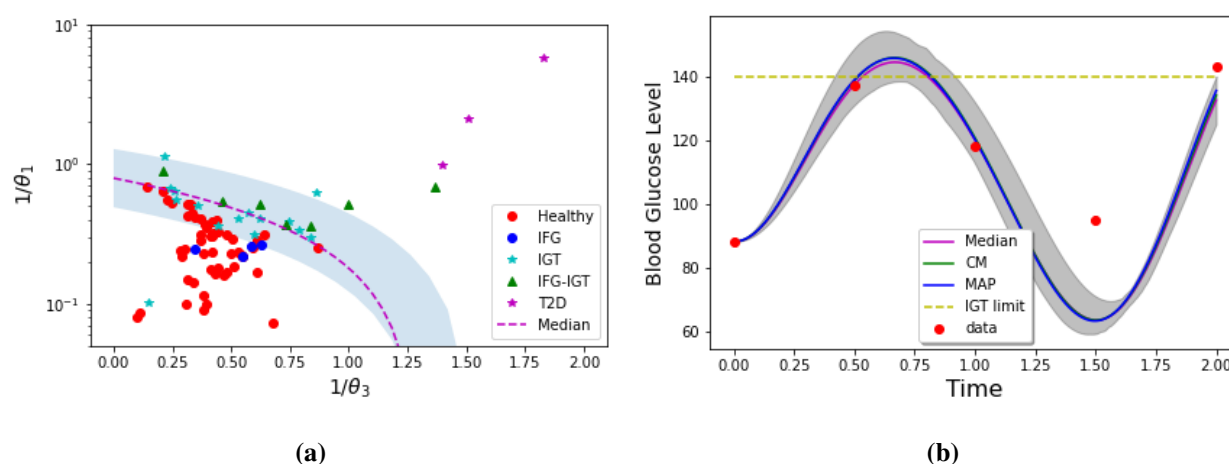 10¹
10⁰
10⁻¹
1/θ₁
0.00 0.25 0.50 0.75 1.00 1.25 1.50 1.75 2.00
1/θ₃
Healthy
IFG
IGT
IFG-IGT
T2D
Median
(a)
140
120
100
80
60
Blood Glucose Level
0.00 0.25 0.50 0.75 1.00 1.25 1.50 1.75 2.00
Time
Median
CM
MAP
IGT limit
data
(b)